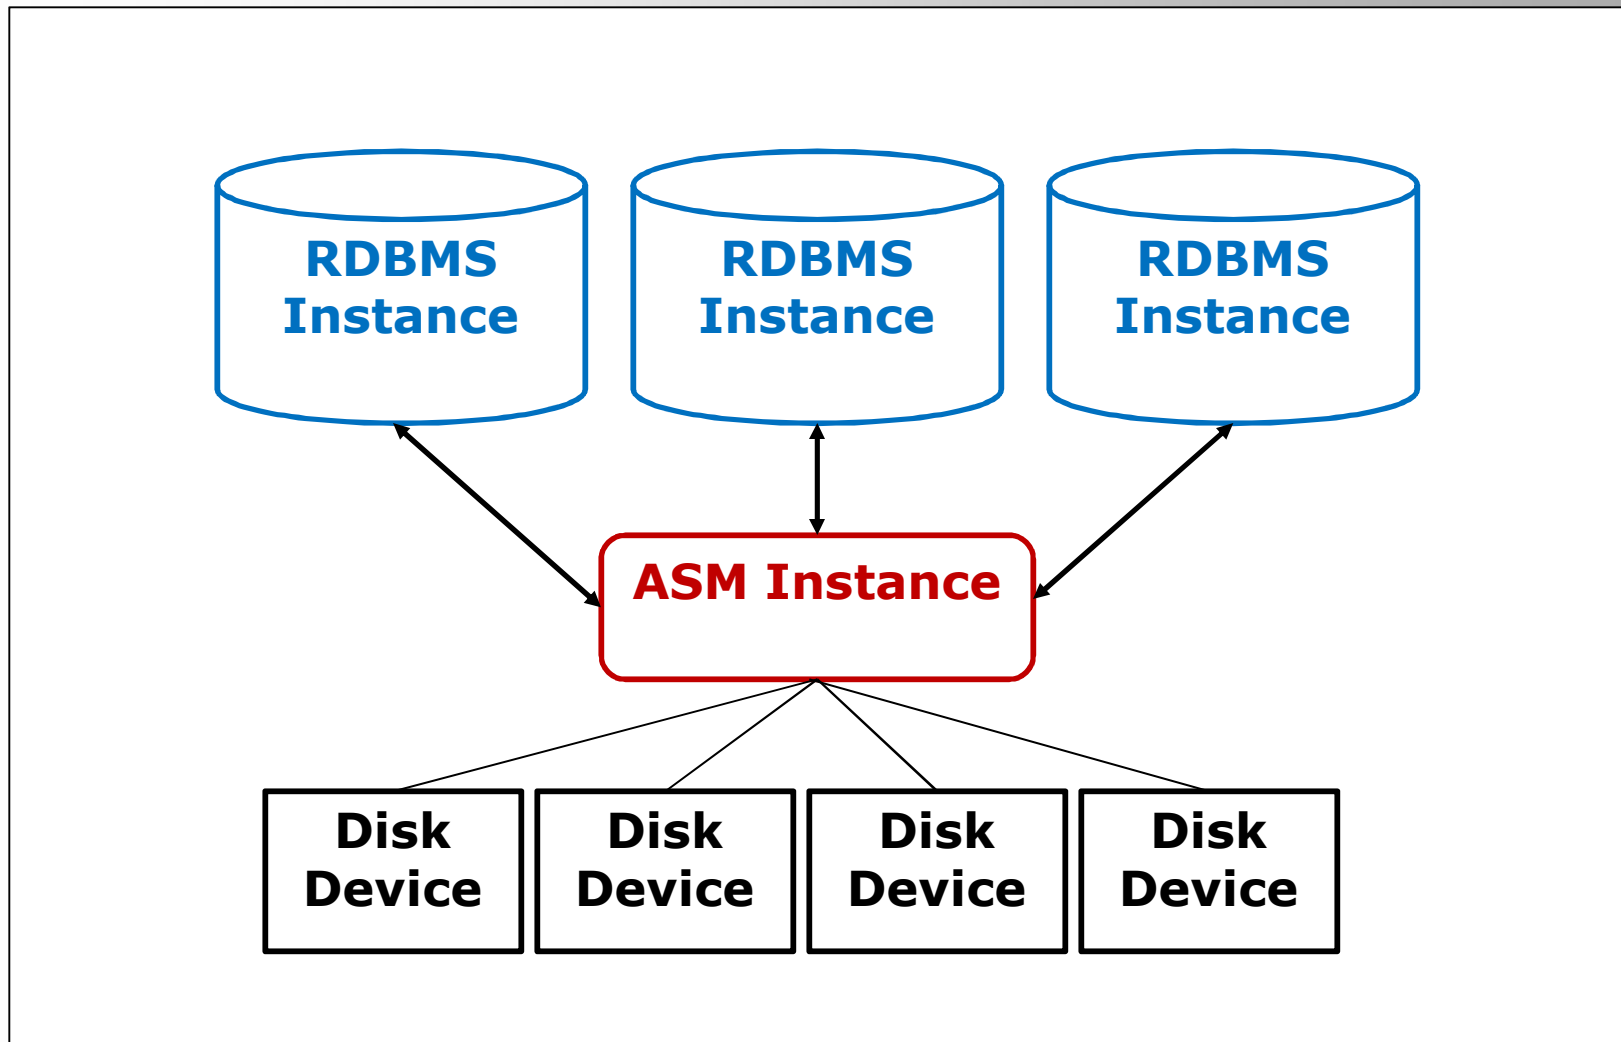 RDBMS
Instance
RDBMS
Instance
RDBMS
Instance
ASM Instance
Disk
Device
Disk
Device
Disk
Device
Disk
Device